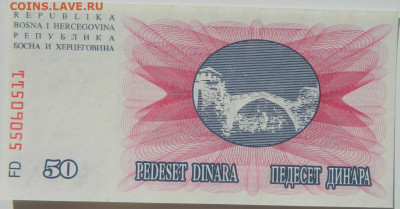 COINS.LAVE.RU
REPUBLIKA
BOSNA I HERCEGOVINA
РЕПУБЛИКА
БОСНА И ХЕРЦЕГОВИНА
FD 55060511
50
PEDESET DINARA
ПЕДЕСЕТ ДИНАРА